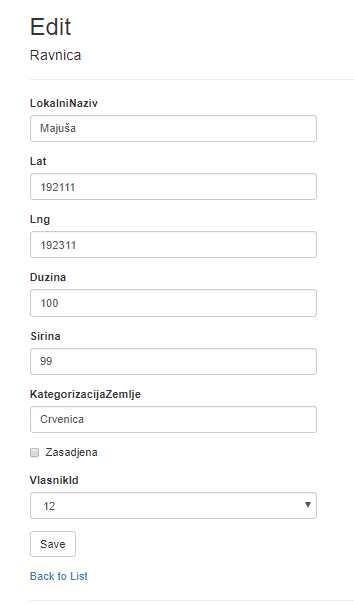 Edit
Ravnica
LokalniNaziv
Majuša
Lat
192111
Lng
192311
Duzina
100
Sirina
99
KategorizacijaZemlje
Crvenica
Zasadjena
VlasnikId
12
Save
Back to List